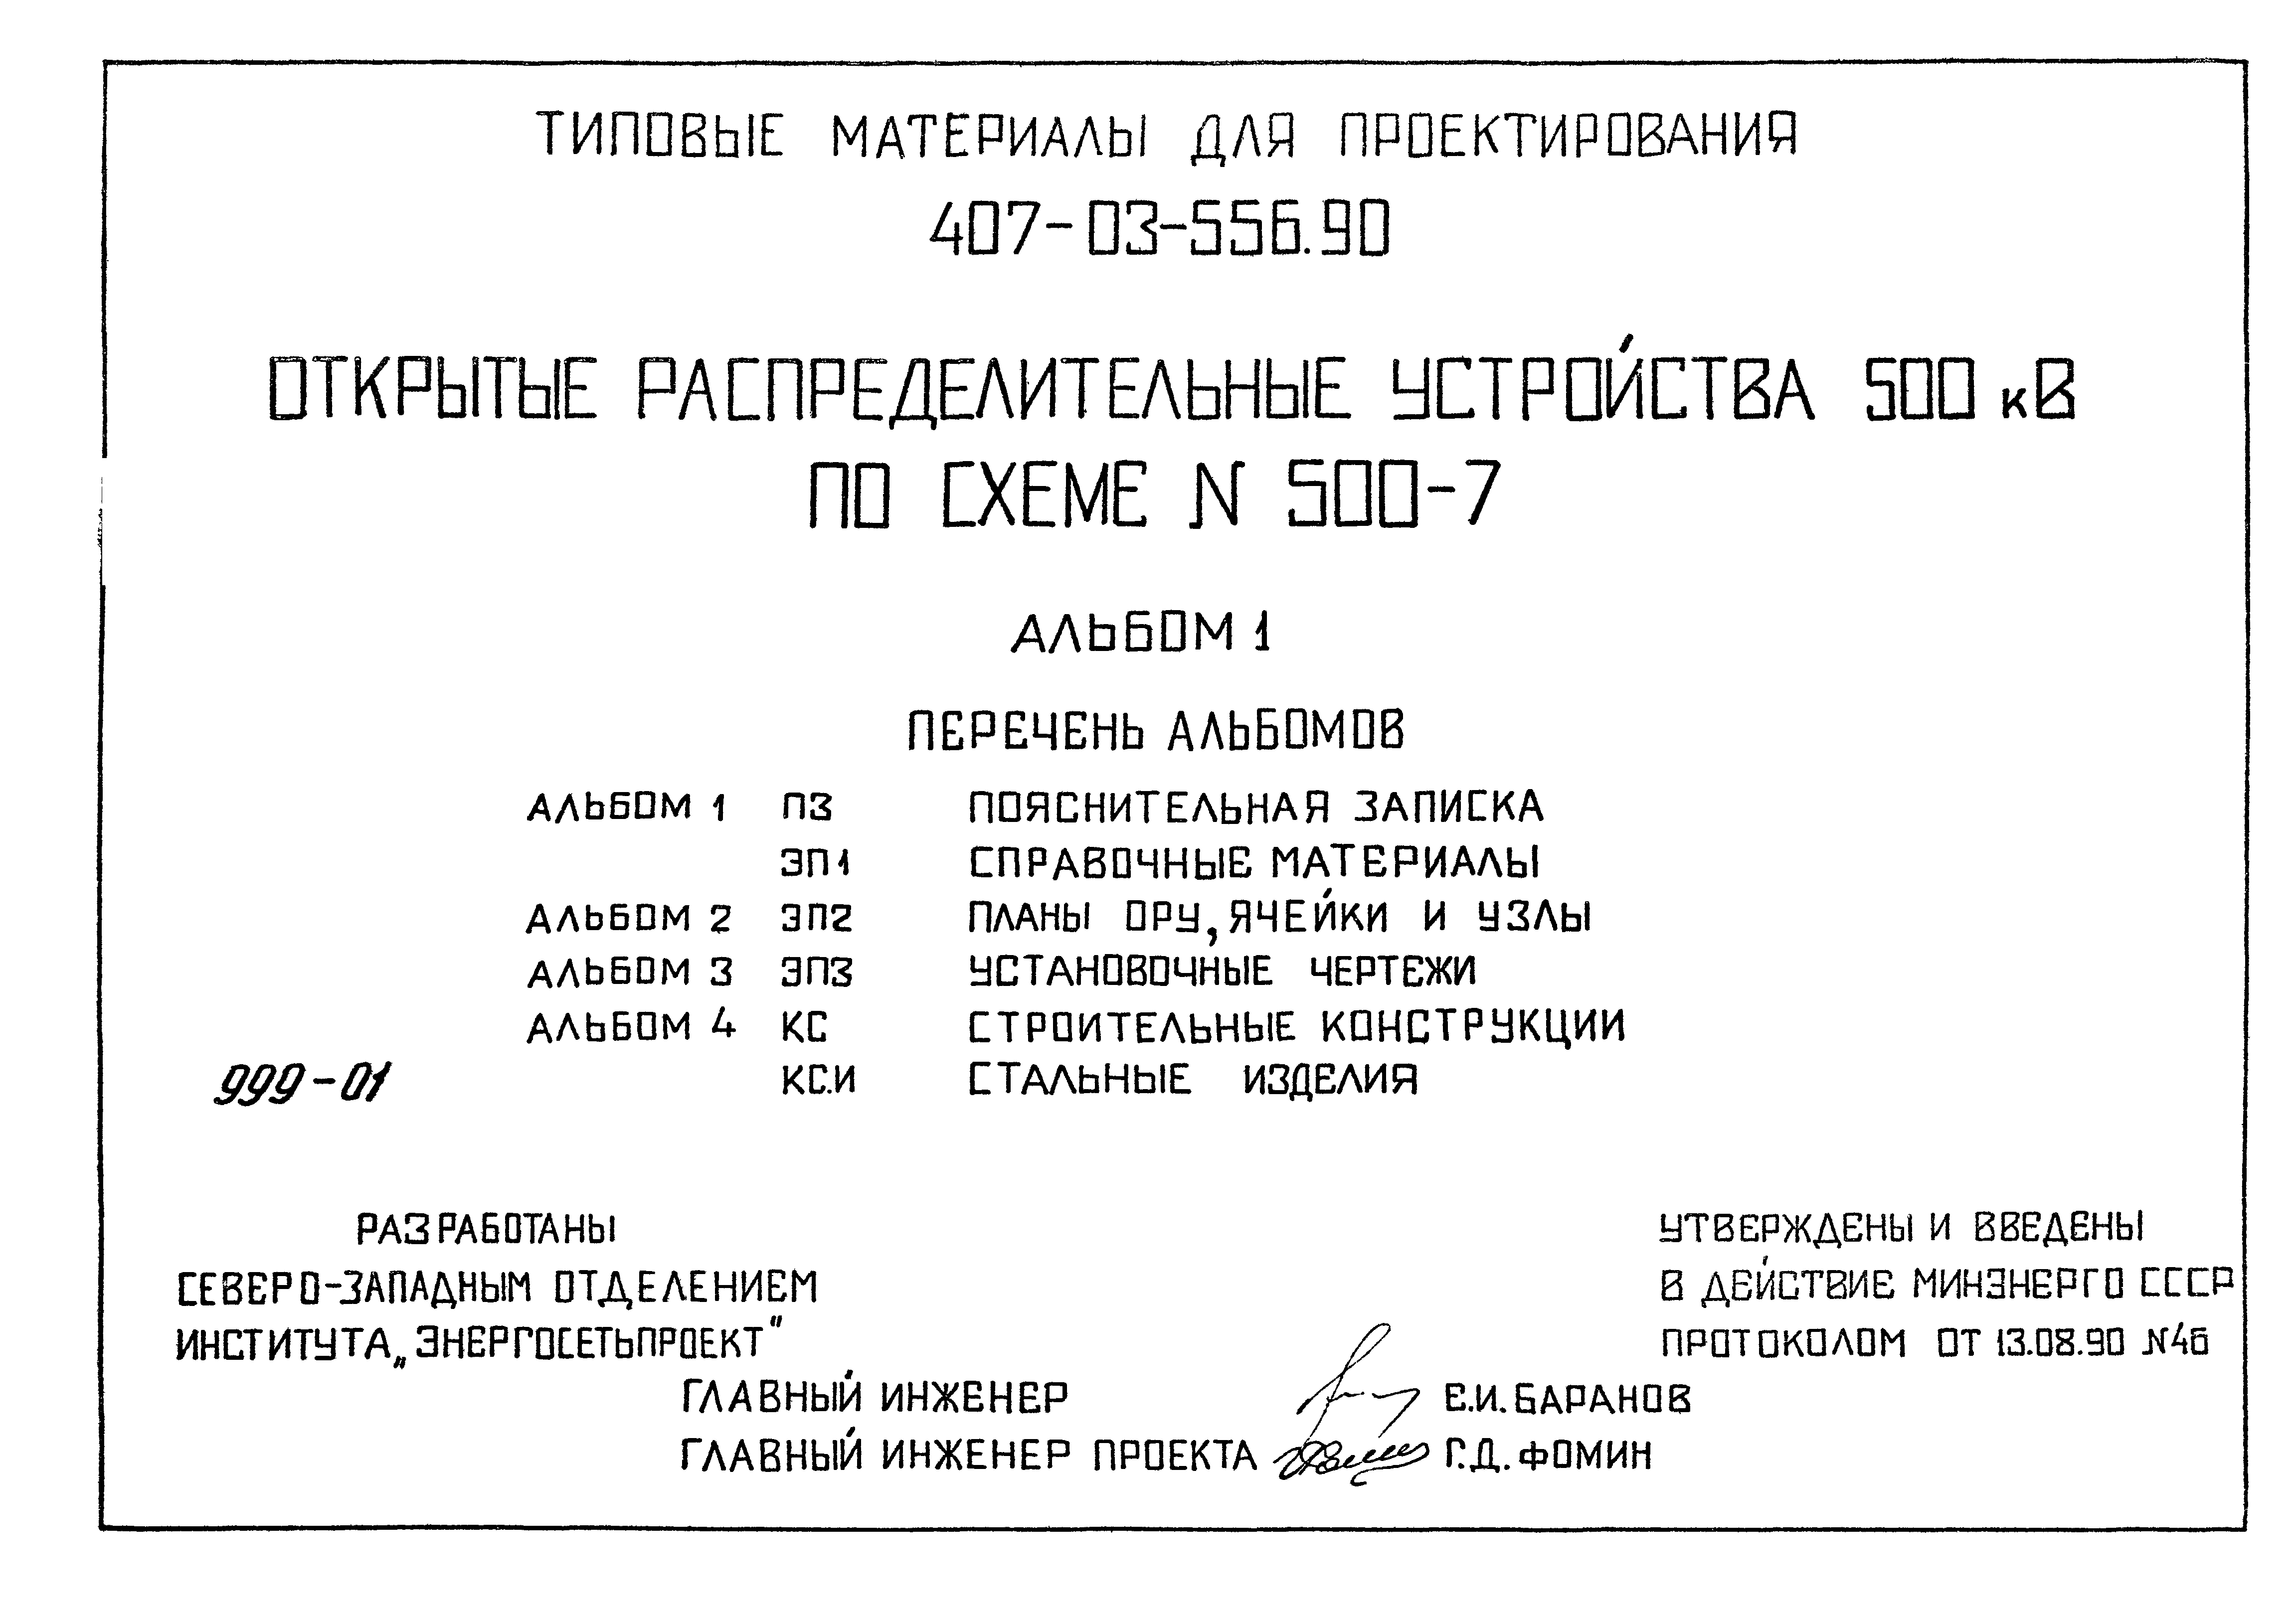 ТИПОВЫЕ МАТЕРИАЛЫ ДЛЯ ПРОЕКТИРОВАНИЯ
407-03-556.90
ОТКРЫТЫЕ РАСПРЕДЕЛИТЕЛЬНЫЕ УСТРОЙСТВА 500 кВ
ПО СХЕМЕ N 500-7
АЛЬБОМ 1
ПЕРЕЧЕНЬ АЛЬБОМОВ
АЛЬБОМ 1 ПЗ ПОЯСНИТЕЛЬНАЯ ЗАПИСКА
ЭП1 СПРАВОЧНЫЕ МАТЕРИАЛЫ
АЛЬБОМ 2 ЭП2 ПЛАНЫ ОРУ, ЯЧЕЙКИ И УЗЛЫ
АЛЬБОМ 3 ЭП3 УСТАНОВОЧНЫЕ ЧЕРТЕЖИ
АЛЬБОМ 4 КС СТРОИТЕЛЬНЫЕ КОНСТРУКЦИИ
КС.И СТАЛЬНЫЕ ИЗДЕЛИЯ
999-01
РАЗРАБОТАНЫ
СЕВЕРО-ЗАПАДНЫМ ОТДЕЛЕНИЕМ
ИНСТИТУТА „ЭНЕРГОСЕТЬПРОЕКТ"
УТВЕРЖДЕНЫ И ВВЕДЕНЫ
В ДЕЙСТВИЕ МИНЭНЕРГО СССР
ПРОТОКОЛОМ ОТ 13.08.90 N46
ГЛАВНЫЙ ИНЖЕНЕР Е.И. БАРАНОВ
ГЛАВНЫЙ ИНЖЕНЕР ПРОЕКТА Г.Д. ФОМИН